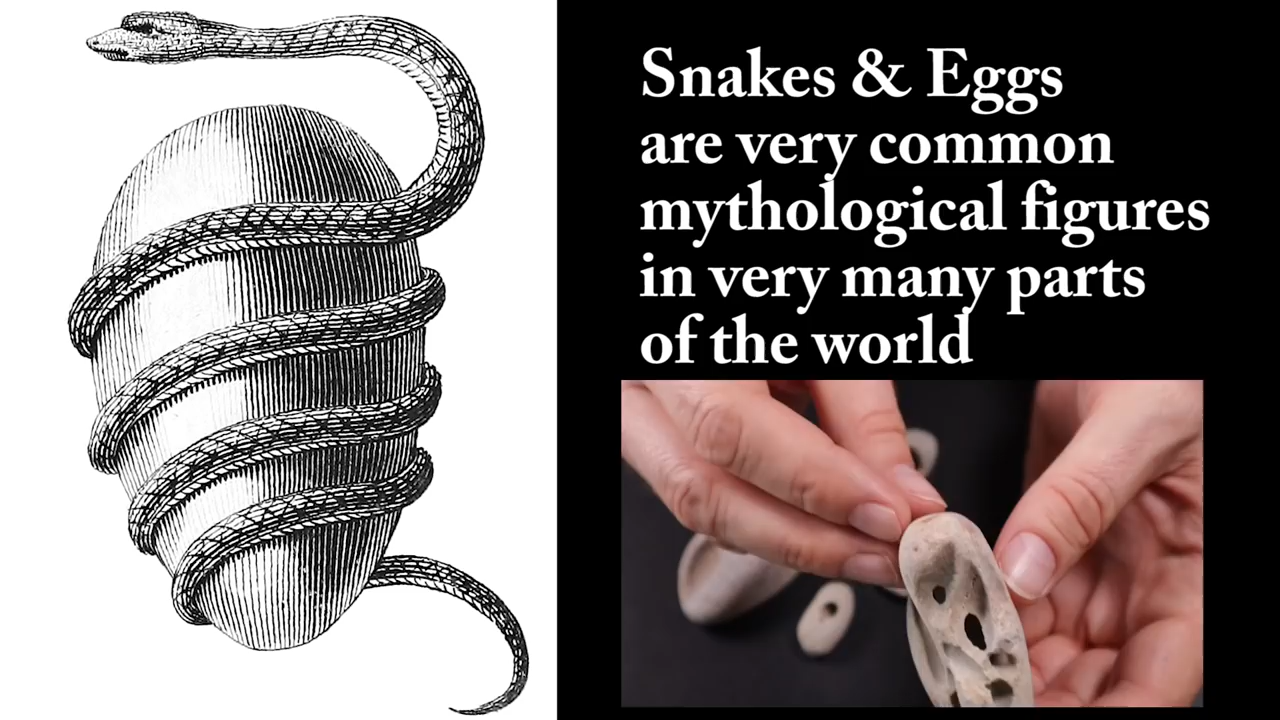 Snakes & Eggs
are very common
mythological figures
in very many parts
of the world